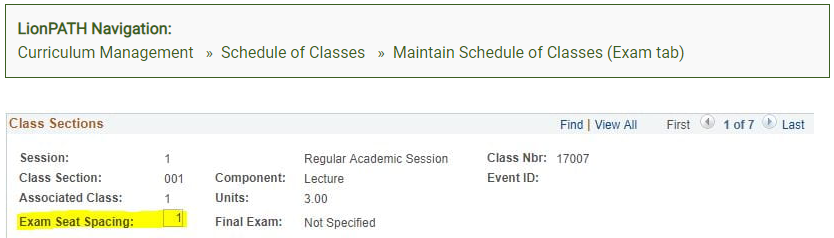 LionPATH Navigation:
Curriculum Management » Schedule of Classes » Maintain Schedule of Classes (Exam tab)
Class Sections Find | View All First 1 of 7 Last
Session: 1 Regular Academic Session Class Nbr: 17007
Class Section: 001 Component: Lecture Event ID:
Associated Class: 1 Units: 3.00
Exam Seat Spacing: 1 Final Exam: Not Specified